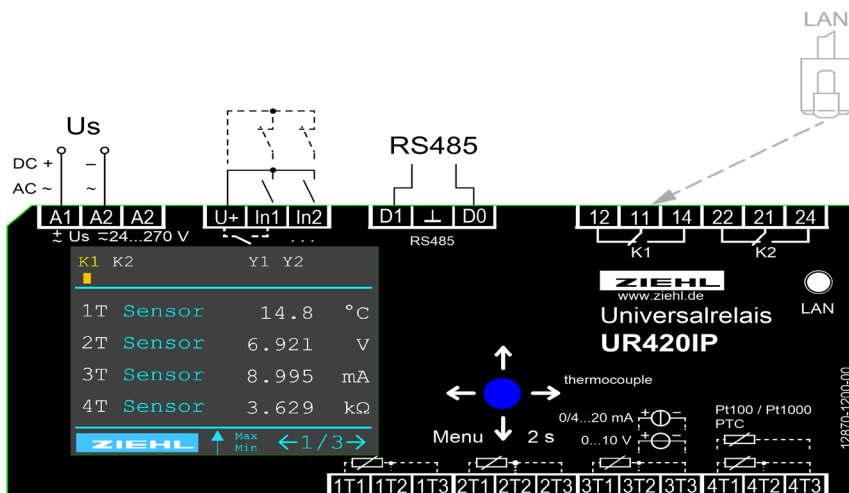 LAN
Us
DC + –
AC ~ ~
RS485
A1 A2 A2
U+ In1 In2
D1 ⊥ D0
12 11 14 22 21 24
Us 24...270 V
...
RS485
K1 K2
K1 K2 Y1 Y2
1T Sensor 14.8 °C
2T Sensor 6.921 V
3T Sensor 8.995 mA
4T Sensor 3.629 kΩ
ZIEHL Max Min ←1/3→
ZIEHL
www.ziehl.de
Universalrelais
UR420IP
LAN
thermocouple
0/4...20 mA + –
0...10 V + –
Pt100 / Pt1000
PTC
Menu 2 s
12870-1200-00
1T1 1T2 1T3 2T1 2T2 2T3 3T1 3T2 3T3 4T1 4T2 4T3